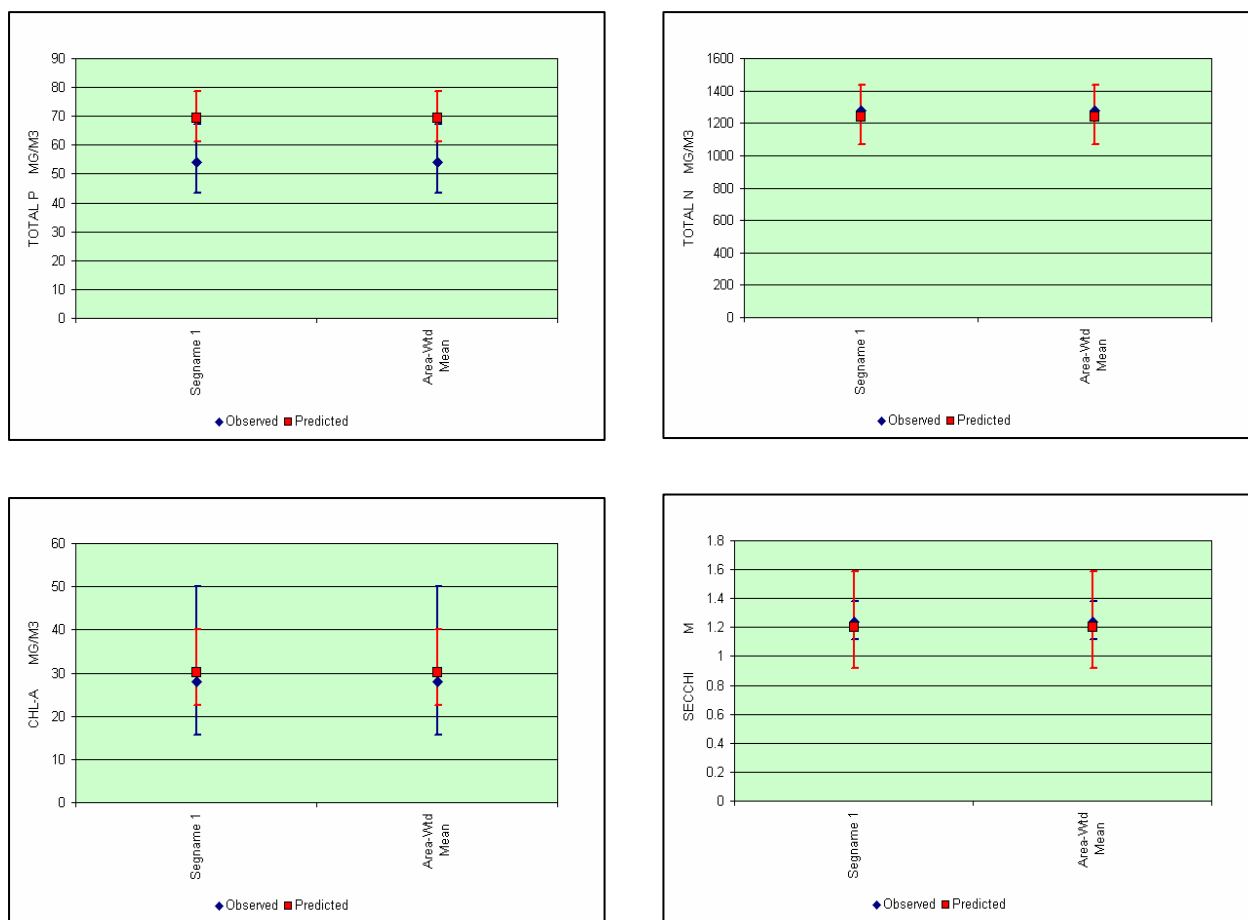 90
80
70
60
50
40
30
20
10
0
TOTAL P MG/M3
Segname 1
Area-Wtd
Mean
Observed Predicted
1600
1400
1200
1000
800
600
400
200
0
TOTAL N MG/M3
Segname 1
Area-Wtd
Mean
Observed Predicted
60
50
40
30
20
10
0
CHL-A MG/M3
Segname 1
Area-Wtd
Mean
Observed Predicted
1.8
1.6
1.4
1.2
1
0.8
0.6
0.4
0.2
0
SECCHI M
Segname 1
Area-Wtd
Mean
Observed Predicted